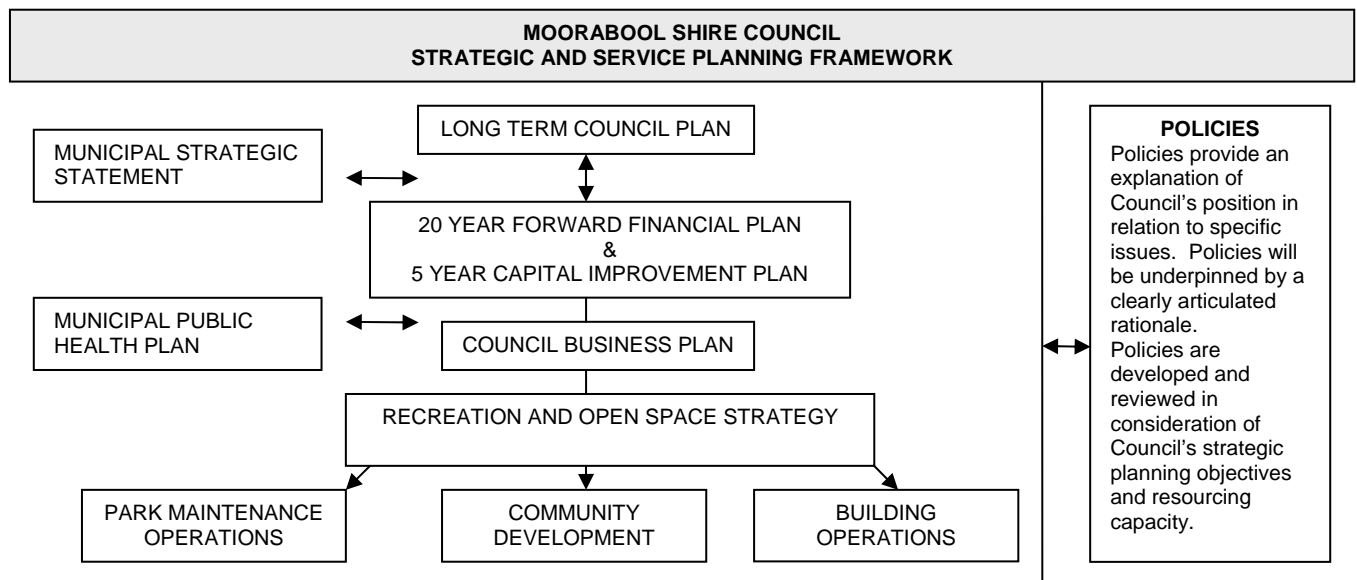 MOORABOOL SHIRE COUNCIL
STRATEGIC AND SERVICE PLANNING FRAMEWORK
LONG TERM COUNCIL PLAN
MUNICIPAL STRATEGIC
STATEMENT
20 YEAR FORWARD FINANCIAL PLAN
&
5 YEAR CAPITAL IMPROVEMENT PLAN
MUNICIPAL PUBLIC
HEALTH PLAN
COUNCIL BUSINESS PLAN
RECREATION AND OPEN SPACE STRATEGY
PARK MAINTENANCE
OPERATIONS
COMMUNITY
DEVELOPMENT
BUILDING
OPERATIONS
POLICIES
Policies provide an
explanation of
Council's position in
relation to specific
issues. Policies will
be underpinned by a
clearly articulated
rationale.
Policies are
developed and
reviewed in
consideration of
Council's strategic
planning objectives
and resourcing
capacity.